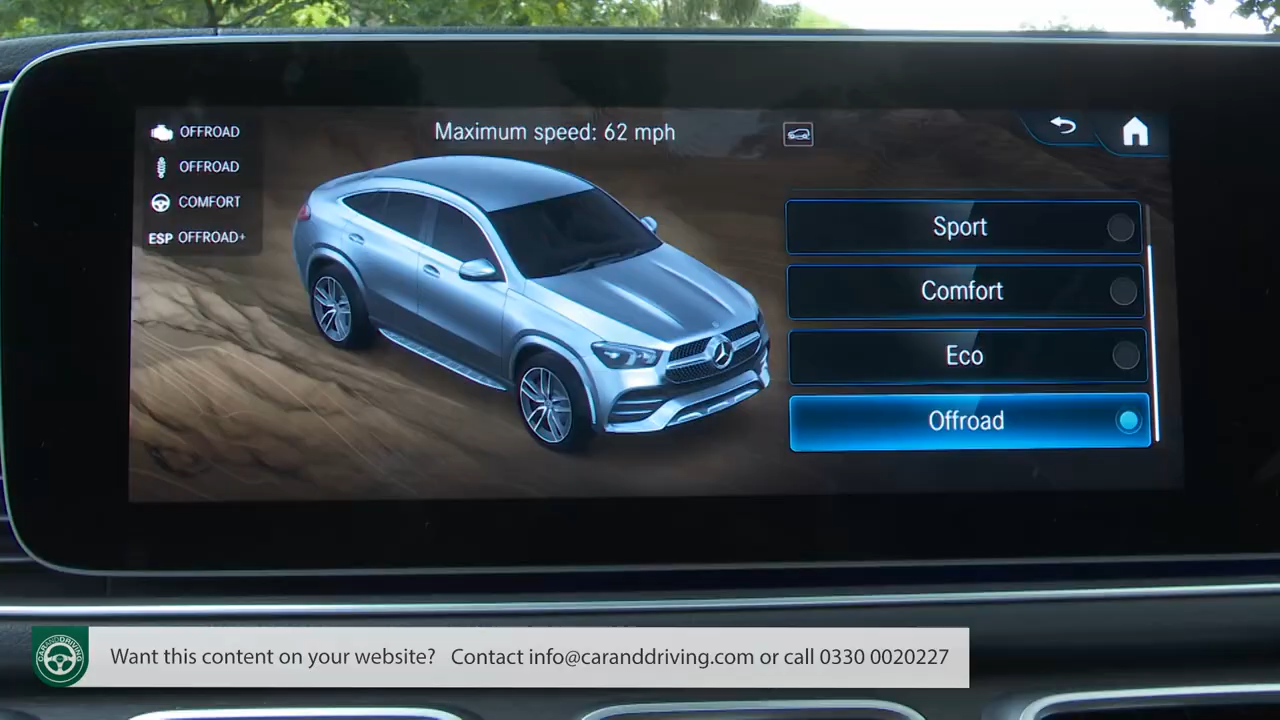 OFFROAD
OFFROAD
COMFORT
ESP OFFROAD+
Maximum speed: 62 mph
Sport
Comfort
Eco
Offroad
CARANDDRIVING
Want this content on your website? Contact info@caranddriving.com or call 0330 0020227